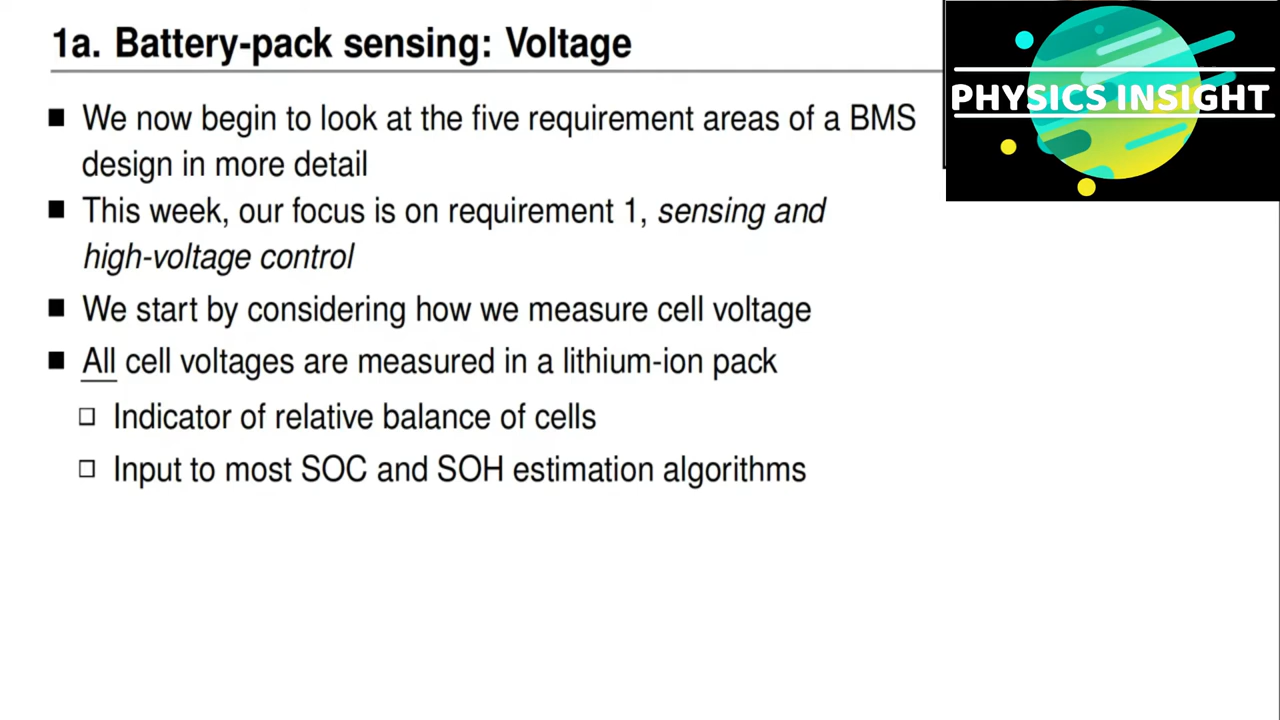 1a. Battery-pack sensing: Voltage
PHYSICS INSIGHT
■ We now begin to look at the five requirement areas of a BMS
design in more detail
■ This week, our focus is on requirement 1, sensing and
high-voltage control
■ We start by considering how we measure cell voltage
■ All cell voltages are measured in a lithium-ion pack
□ Indicator of relative balance of cells
□ Input to most SOC and SOH estimation algorithms